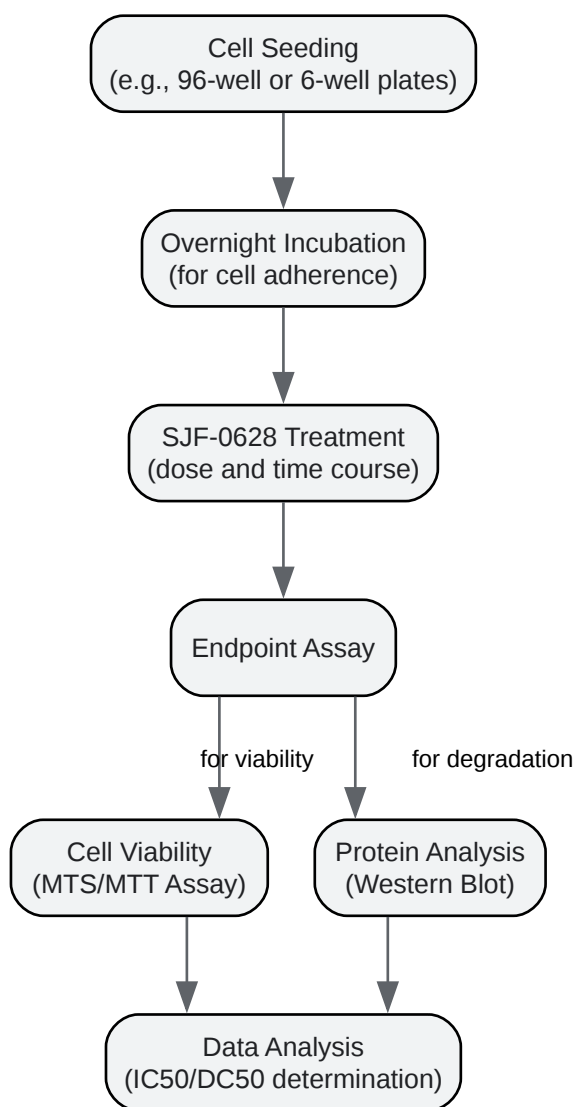 Cell Seeding
(e.g., 96-well or 6-well plates)
Overnight Incubation
(for cell adherence)
SJF-0628 Treatment
(dose and time course)
Endpoint Assay
for viability
for degradation
Cell Viability
(MTS/MTT Assay)
Protein Analysis
(Western Blot)
Data Analysis
(IC50/DC50 determination)